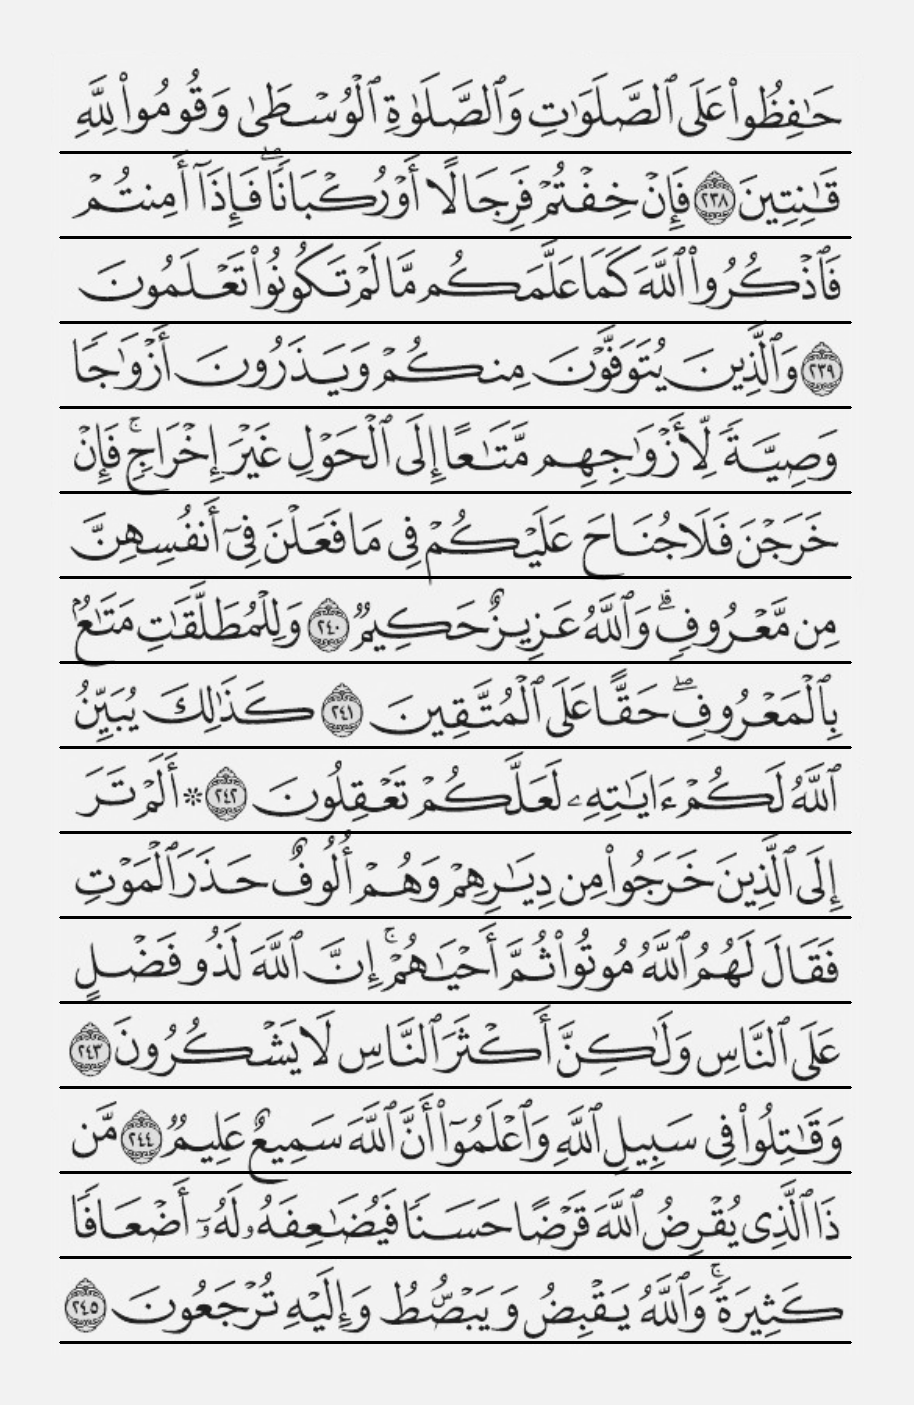 حَـٰفِظُوا۟ عَلَى ٱلصَّلَوَٰتِ وَٱلصَّلَوٰةِ ٱلْوُسْطَىٰ وَقُومُوا۟ لِلَّهِ
قَـٰنِتِينَ ٢٣٨ فَإِنْ خِفْتُمْ فَرِجَالًا أَوْ رُكْبَانًا ۖ فَإِذَآ أَمِنتُمْ
فَٱذْكُرُوا۟ ٱللَّهَ كَمَا عَلَّمَكُم مَّا لَمْ تَكُونُوا۟ تَعْلَمُونَ
٢٣٩ وَٱلَّذِينَ يُتَوَفَّوْنَ مِنكُمْ وَيَذَرُونَ أَزْوَٰجًا
وَصِيَّةً لِّأَزْوَٰجِهِم مَّتَـٰعًا إِلَى ٱلْحَوْلِ غَيْرَ إِخْرَاجٍ ۚ فَإِنْ
خَرَجْنَ فَلَا جُنَاحَ عَلَيْكُمْ فِى مَا فَعَلْنَ فِىٓ أَنفُسِهِنَّ
مِن مَّعْرُوفٍ ۗ وَٱللَّهُ عَزِيزٌ حَكِيمٌ ٢٤٠ وَلِلْمُطَلَّقَـٰتِ مَتَـٰعٌۢ
بِٱلْمَعْرُوفِ ۖ حَقًّا عَلَى ٱلْمُتَّقِينَ ٢٤١ كَذَٰلِكَ يُبَيِّنُ
ٱللَّهُ لَكُمْ ءَايَـٰتِهِۦ لَعَلَّكُمْ تَعْقِلُونَ ٢٤٢ ۞ أَلَمْ تَرَ
إِلَى ٱلَّذِينَ خَرَجُوا۟ مِن دِيَـٰرِهِمْ وَهُمْ أُلُوفٌ حَذَرَ ٱلْمَوْتِ
فَقَالَ لَهُمُ ٱللَّهُ مُوتُوا۟ ثُمَّ أَحْيَـٰهُمْ ۚ إِنَّ ٱللَّهَ لَذُو فَضْلٍ
عَلَى ٱلنَّاسِ وَلَـٰكِنَّ أَكْثَرَ ٱلنَّاسِ لَا يَشْكُرُونَ ٢٤٣
وَقَـٰتِلُوا۟ فِى سَبِيلِ ٱللَّهِ وَٱعْلَمُوٓا۟ أَنَّ ٱللَّهَ سَمِيعٌ عَلِيمٌ ٢٤٤ مَّن
ذَا ٱلَّذِى يُقْرِضُ ٱللَّهَ قَرْضًا حَسَنًا فَيُضَـٰعِفَهُۥ لَهُۥٓ أَضْعَافًا
كَثِيرَةً ۚ وَٱللَّهُ يَقْبِضُ وَيَبْصُۜطُ وَإِلَيْهِ تُرْجَعُونَ ٢٤٥